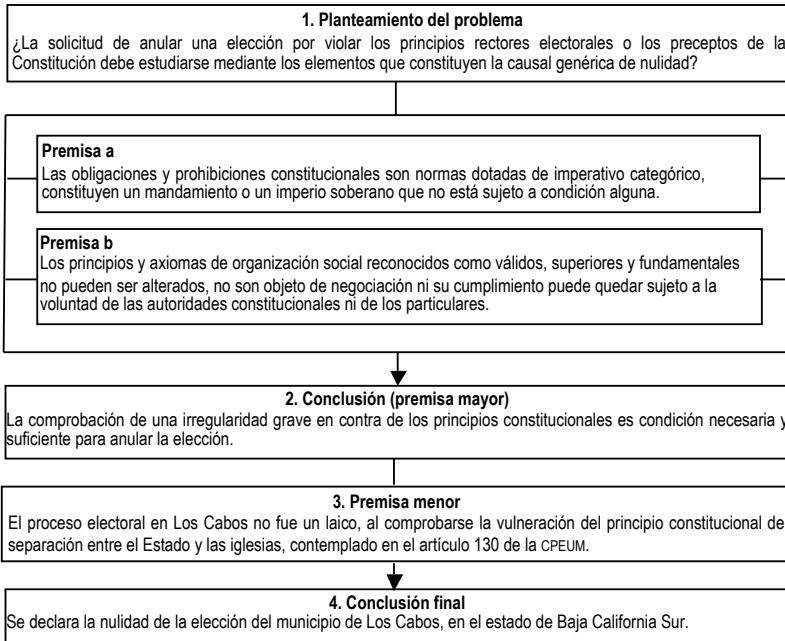 1. Planteamiento del problema
¿La solicitud de anular una elección por violar los principios rectores electorales o los preceptos de la
Constitución debe estudiarse mediante los elementos que constituyen la causal genérica de nulidad?
Premisa a
Las obligaciones y prohibiciones constitucionales son normas dotadas de imperativo categórico,
constituyen un mandamiento o un imperio soberano que no está sujeto a condición alguna.
Premisa b
Los principios y axiomas de organización social reconocidos como válidos, superiores y fundamentales
no pueden ser alterados, no son objeto de negociación ni su cumplimiento puede quedar sujeto a la
voluntad de las autoridades constitucionales ni de los particulares.
2. Conclusión (premisa mayor)
La comprobación de una irregularidad grave en contra de los principios constitucionales es condición necesaria y
suficiente para anular la elección.
3. Premisa menor
El proceso electoral en Los Cabos no fue un laico, al comprobarse la vulneración del principio constitucional de
separación entre el Estado y las iglesias, contemplado en el artículo 130 de la CPEUM.
4. Conclusión final
Se declara la nulidad de la elección del municipio de Los Cabos, en el estado de Baja California Sur.